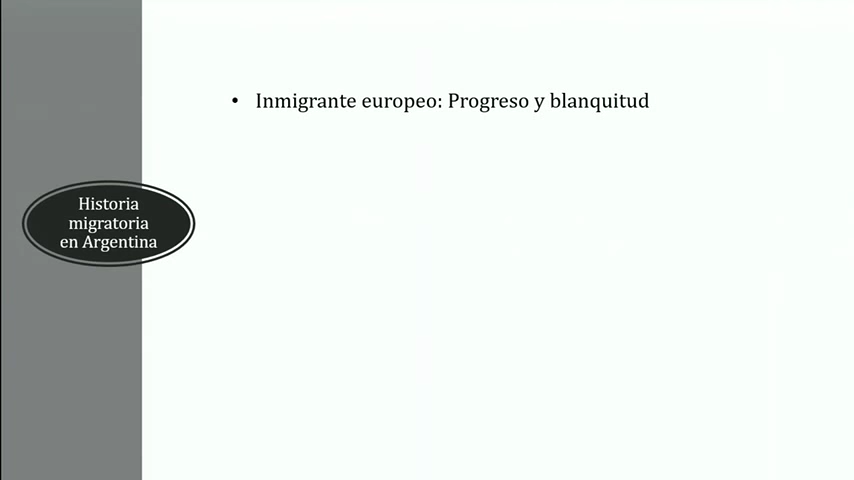 • Inmigrante europeo: Progreso y blanquitud
Historia
migratoria
en Argentina